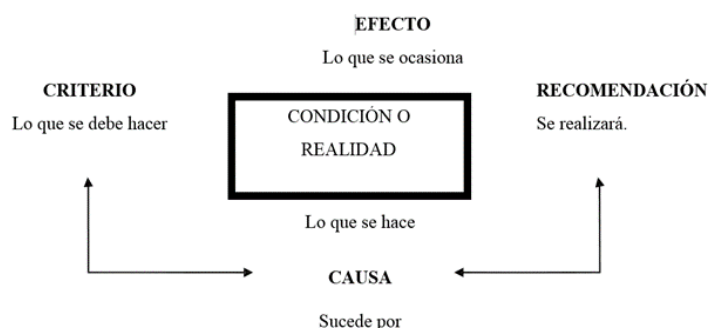 EFECTO
Lo que se ocasiona
CRITERIO
Lo que se debe hacer
CONDICIÓN O
REALIDAD
RECOMENDACIÓN
Se realizará.
Lo que se hace
CAUSA
Sucede por